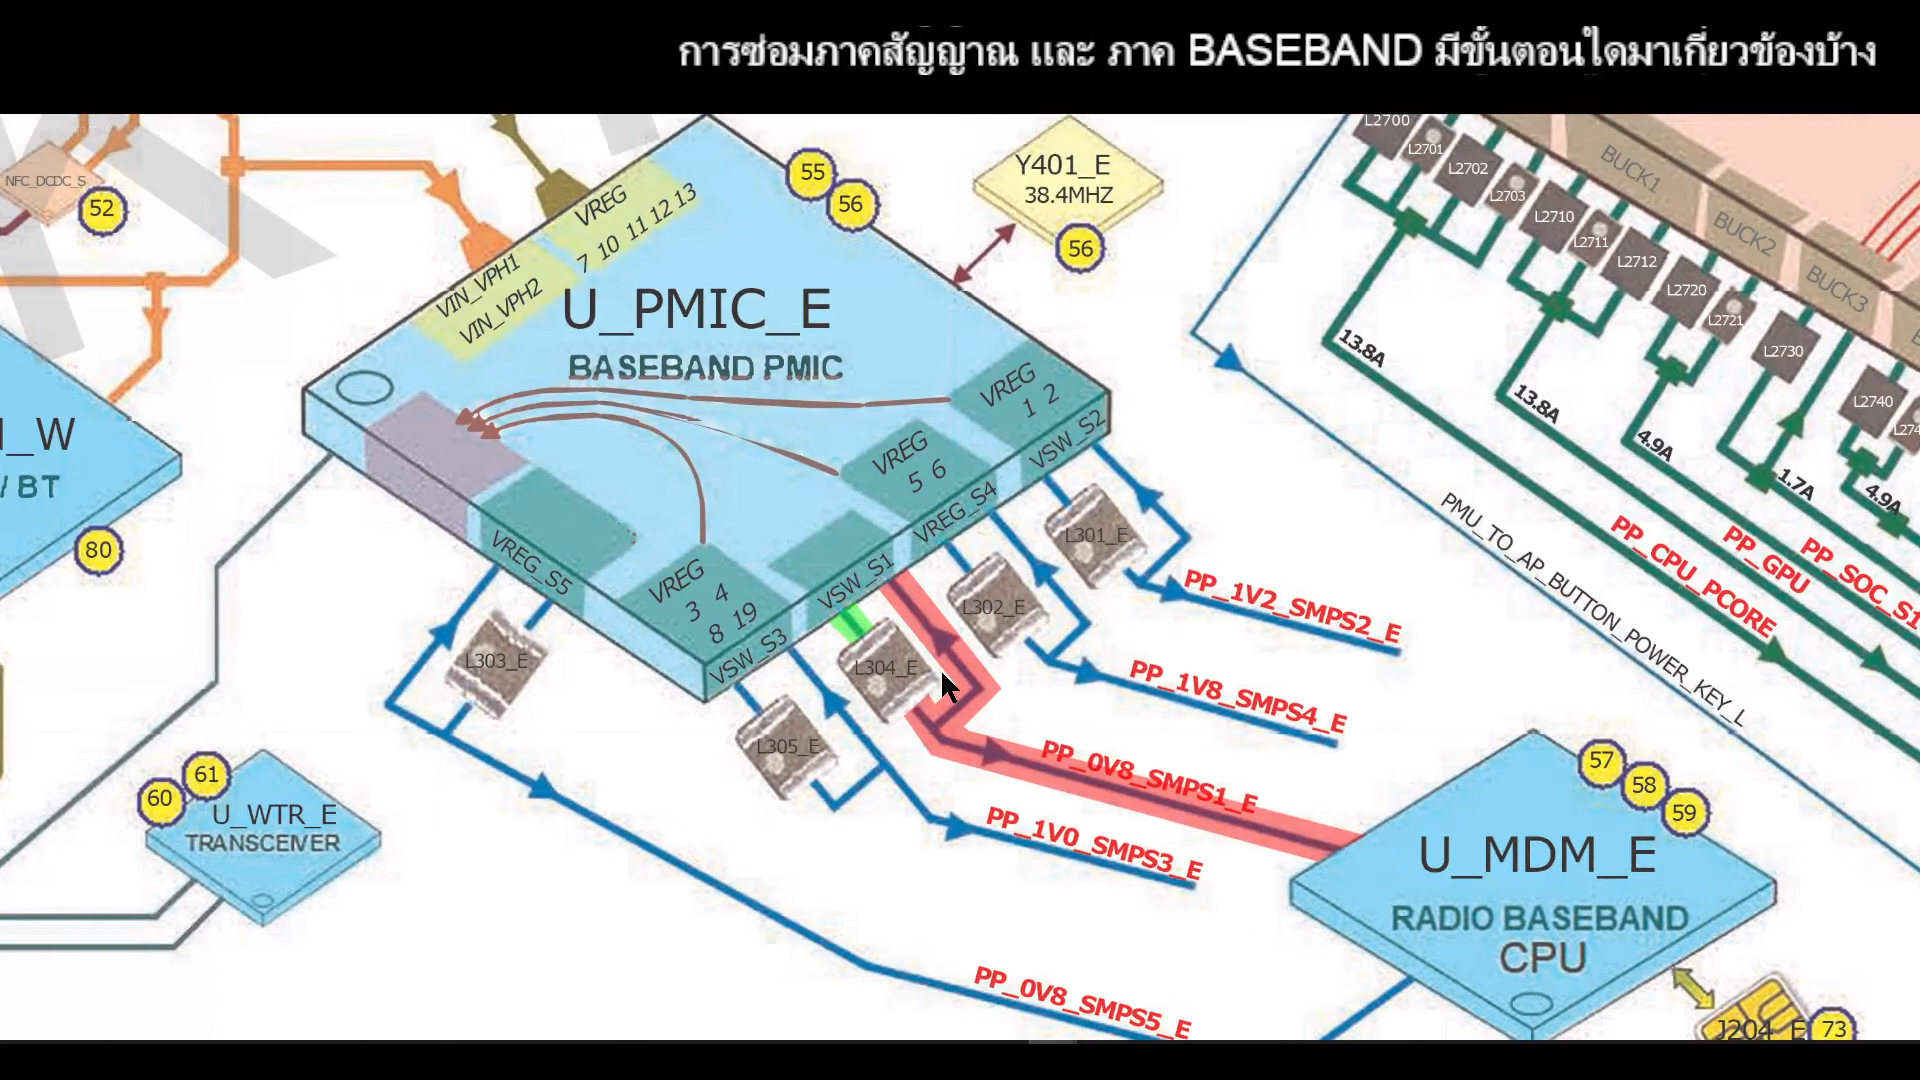 การซ่อมภาคสัญญาณ และ ภาค BASEBAND มีขั้นตอนใดมาเกี่ยวข้องบ้าง
NFC_DCDC_S
52
VREG
7 10 11 12 13
VIN_VPH1
VIN_VPH2
55
56
Y401_E
38.4MHZ
56
U_PMIC_E
BASEBAND PMIC
VREG
1 2
VSW_S2
VREG
5 6
VREG_S4
VSW_S1
VREG
3 4
8 19
VSW_S3
VREG_S5
L301_E
L302_E
L303_E
L304_E
L305_E
PP_1V2_SMPS2_E
PP_1V8_SMPS4_E
PP_0V8_SMPS1_E
PP_1V0_SMPS3_E
PP_0V8_SMPS5_E
_W
/ BT
80
60
61
U_WTR_E
TRANSCEIVER
57
58
59
U_MDM_E
RADIO BASEBAND
CPU
J204_E
73
L2700
L2701
L2702
L2703
L2710
L2711
L2712
L2720
L2721
L2730
L2740
BUCK1
BUCK2
BUCK3
13.8A
13.8A
4.9A
1.7A
4.9A
PP_CPU_PCORE
PP_GPU
PP_SOC_S1
PMU_TO_AP_BUTTON_POWER_KEY_L